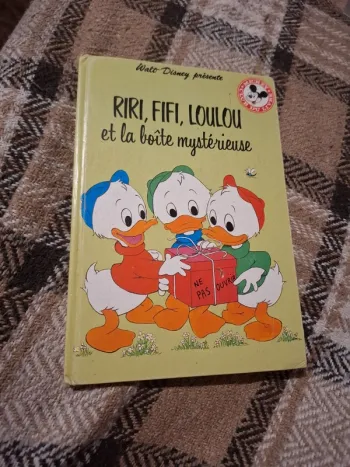 Walt Disney présente
RIRI, FIFI, LOULOU
et la boîte mystérieuse
NE
PAS OUVRIR